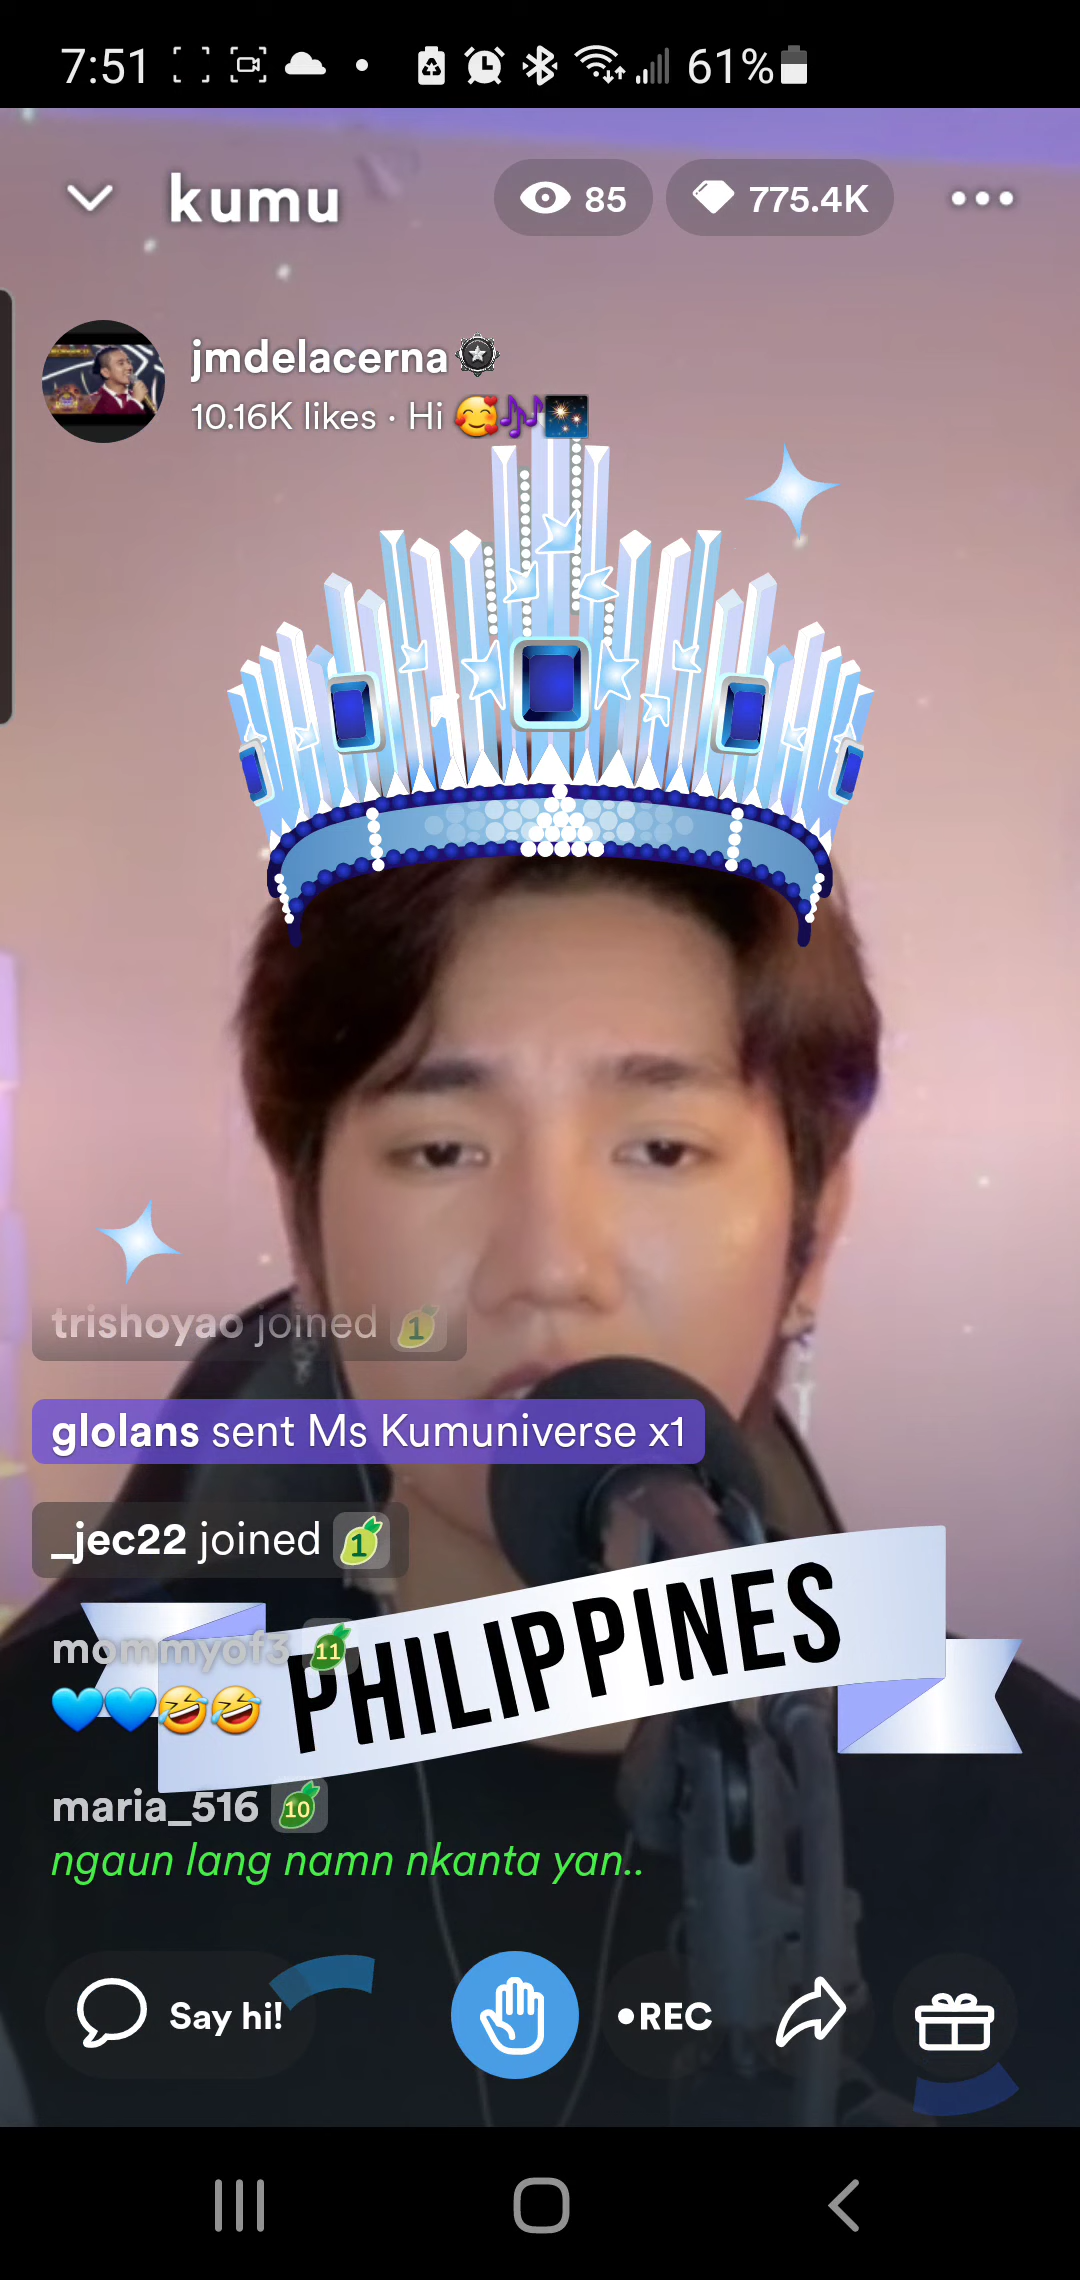 7:51 61%
kumu 85 775.4K
jmdelacerna
10.16K likes · Hi 🥰🎶🎇
trishoyao joined 1
glolans sent Ms Kumuniverse x1
_jec22 joined 1
PHILIPPINES
mommyof3 11
💙💙🤣🤣
maria_516 10
ngaun lang namn nkanta yan..
Say hi! •REC